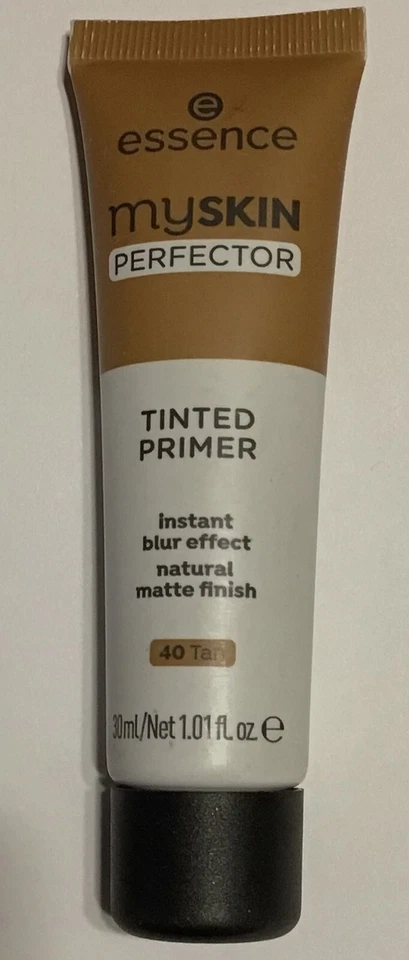 essence
mySKIN
PERFECTOR
TINTED
PRIMER
instant
blur effect
natural
matte finish
40 Tan
30ml/Net 1.01 fl. oz. e